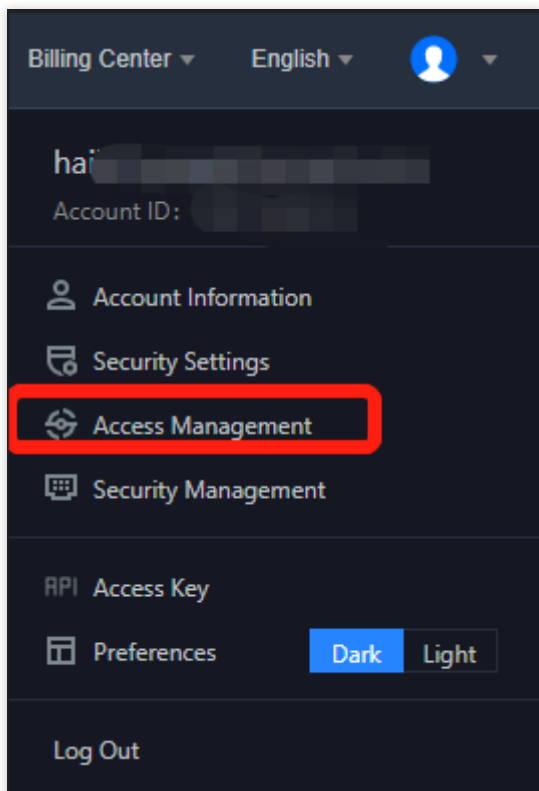 Billing Center English
hai
Account ID:
Account Information
Security Settings
Access Management
Security Management
API Access Key
Preferences Dark Light
Log Out